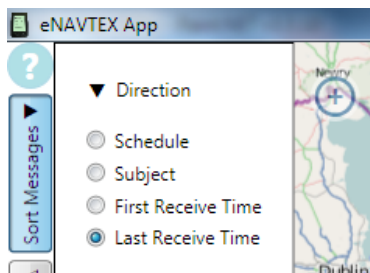 eNAVTEX App
?
Sort Messages ▼
▼ Direction
Schedule
Subject
First Receive Time
Last Receive Time
Newry
Dublin